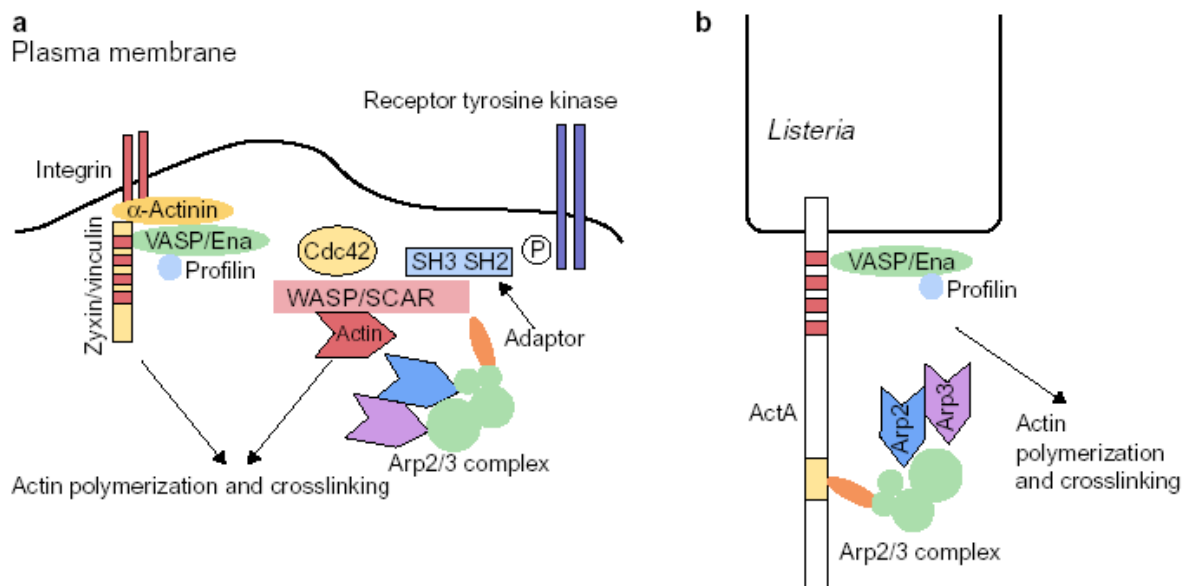 a
Plasma membrane
Receptor tyrosine kinase
Integrin
α-Actinin
VASP/Ena
Profilin
Zyxin/vinculin
Cdc42
SH3 SH2
P
WASP/SCAR
Actin
Adaptor
Arp2/3 complex
Actin polymerization and crosslinking
b
Listeria
VASP/Ena
Profilin
ActA
Arp2
Arp3
Actin
polymerization
and crosslinking
Arp2/3 complex